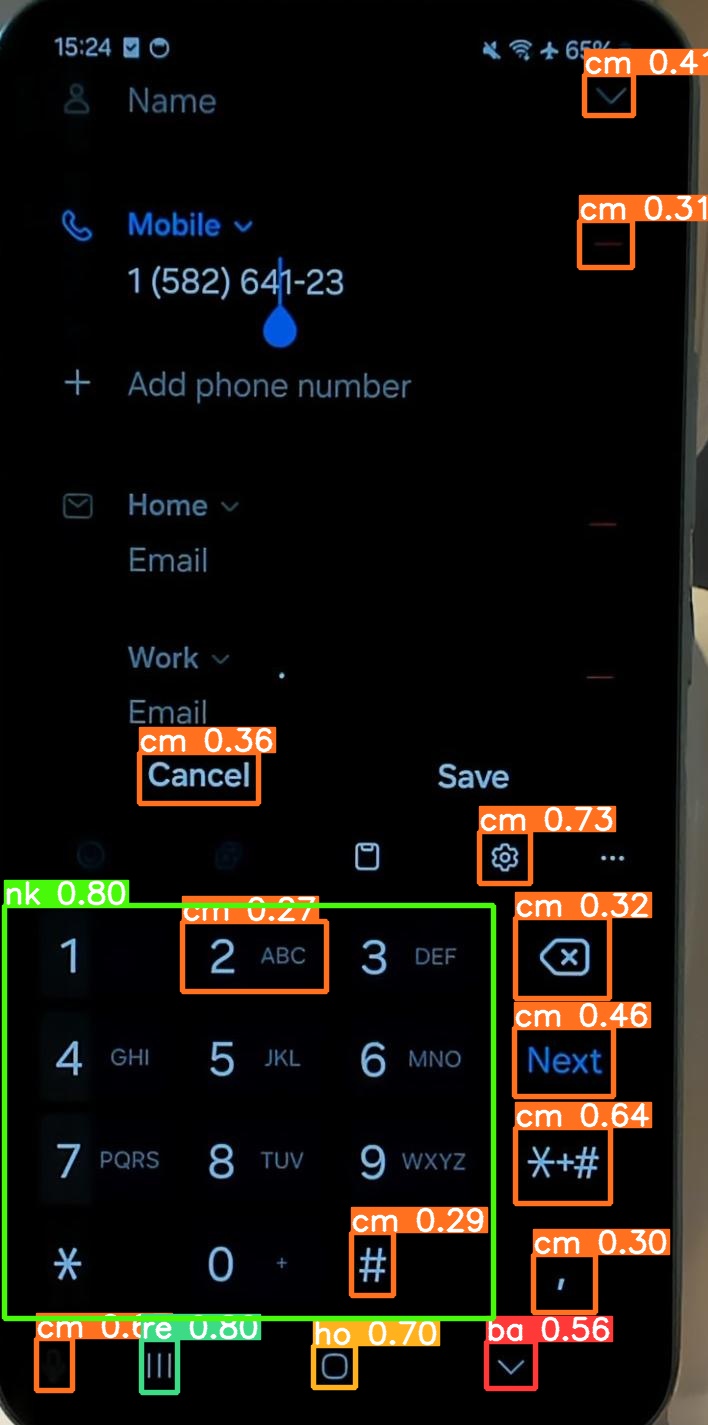 15:24 65%
cm 0.41
Name
cm 0.31
Mobile
1 (582) 641-23
+ Add phone number
Home
Email
Work
Email
cm 0.36
Cancel Save
cm 0.73
...
nk 0.80 cm 0.27 cm 0.32
1 2 ABC 3 DEF
cm 0.46
4 GHI 5 JKL 6 MNO Next
cm 0.64
7 PQRS 8 TUV 9 WXYZ *+#
cm 0.29 cm 0.30
* 0 + # ,
re 0.80 ho 0.70 ba 0.56